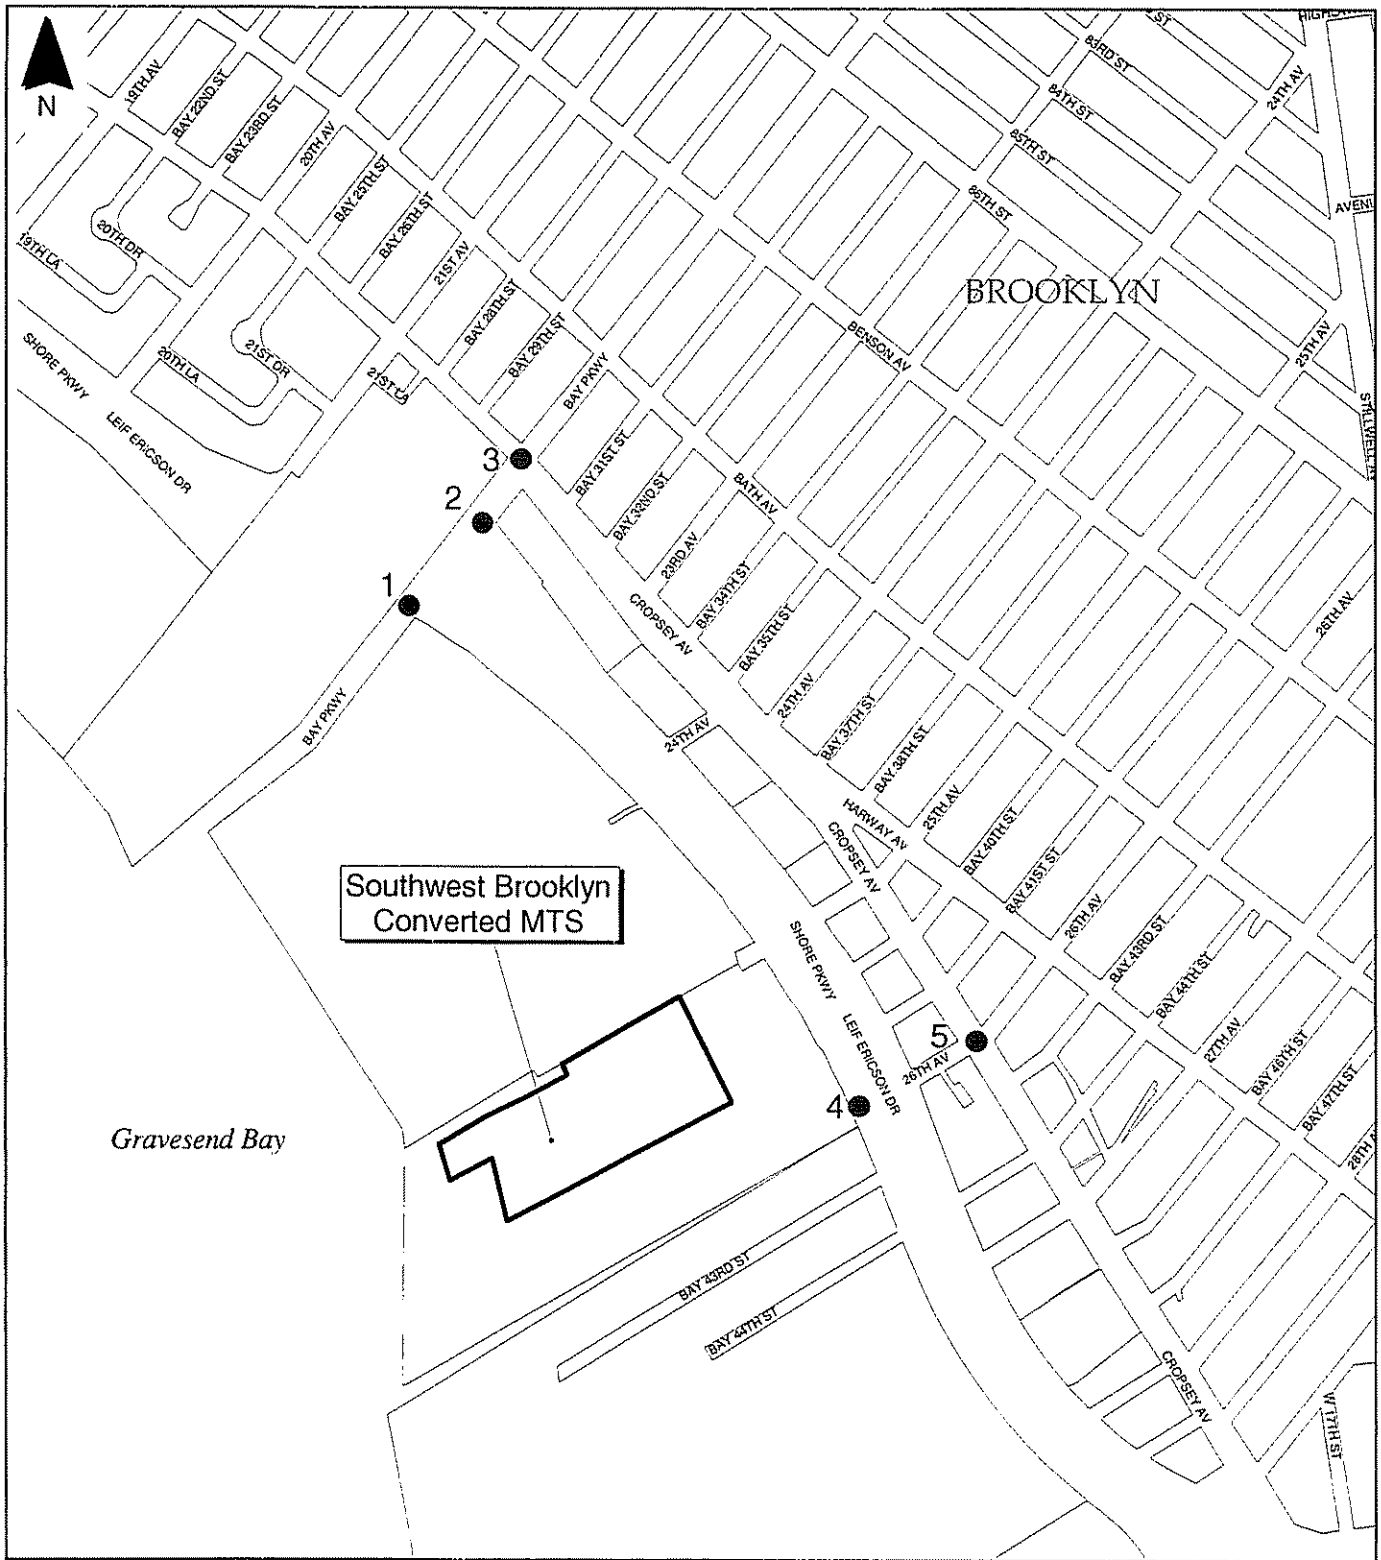 N
19TH AV
BAY 22ND ST
BAY 23RD ST
20TH AV
BAY 25TH ST
BAY 26TH ST
21ST AV
BAY 28TH ST
BAY 29TH ST
BAY PKWY
83RD ST
84TH ST
85TH ST
86TH ST
24TH AV
BROOKLYN
19TH LA
20TH DR
20TH LA
21ST DR
21ST LA
SHORE PKWY
LEIF ERICSON DR
BENSON AV
25TH AV
BAY 31ST ST
BAY 32ND ST
23RD AV
BAY 34TH ST
BAY 35TH ST
BATH AV
CROPSEY AV
24TH AV
BAY 37TH ST
BAY 38TH ST
25TH AV
BAY 40TH ST
BAY 41ST ST
26TH AV
BAY 43RD ST
BAY 44TH ST
27TH AV
BAY 46TH ST
BAY 47TH ST
26TH AV
3
2
1
BAY PKWY
24TH AV
HARWAY AV
CROPSEY AV
Southwest Brooklyn
Converted MTS
SHORE PKWY
LEIF ERICSON DR
5
26TH AV
4
Gravesend Bay
BAY 43RD ST
BAY 44TH ST
CROPSEY AV
W 17TH ST